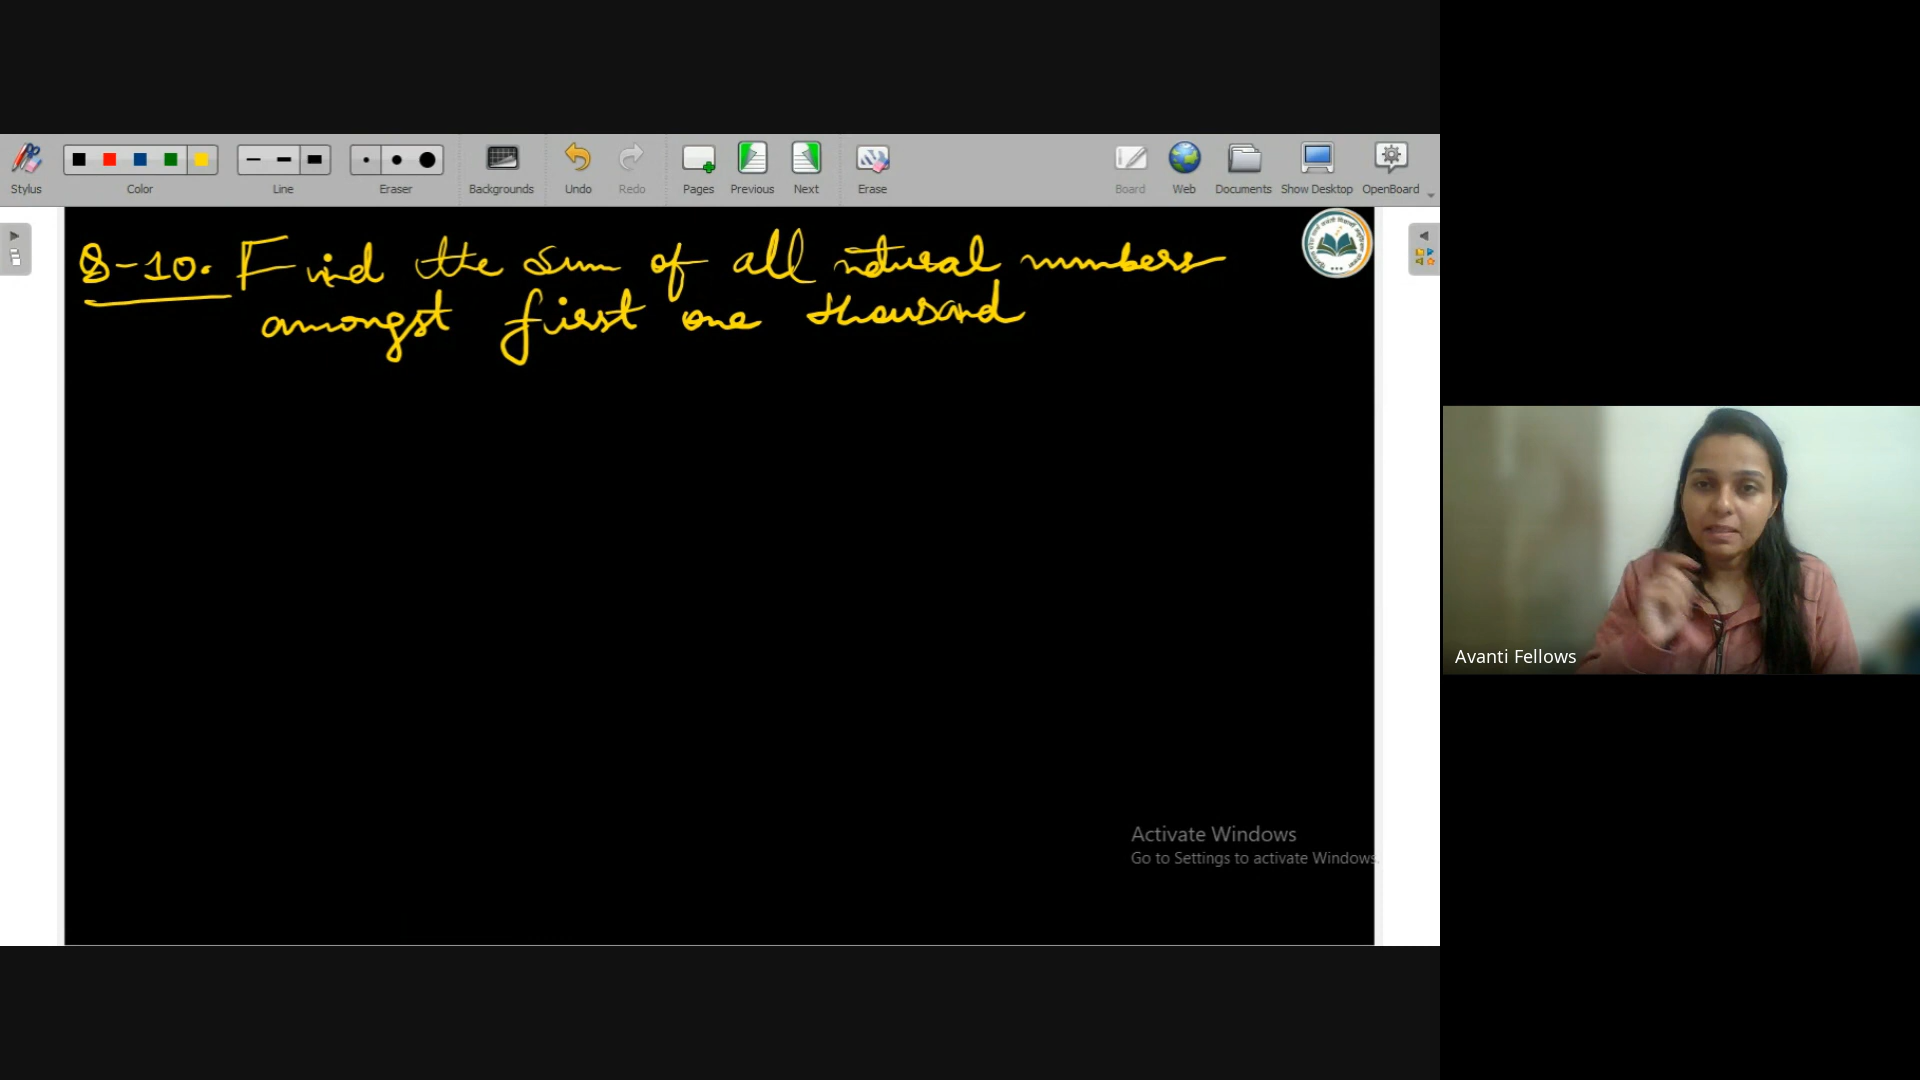 Stylus Color Line Eraser Backgrounds Undo Redo Pages Previous Next Erase Board Web Documents Show Desktop OpenBoard
Q-10. Find the sum of all natural numbers
amongst first one thousand
Avanti Fellows
Activate Windows
Go to Settings to activate Windows.